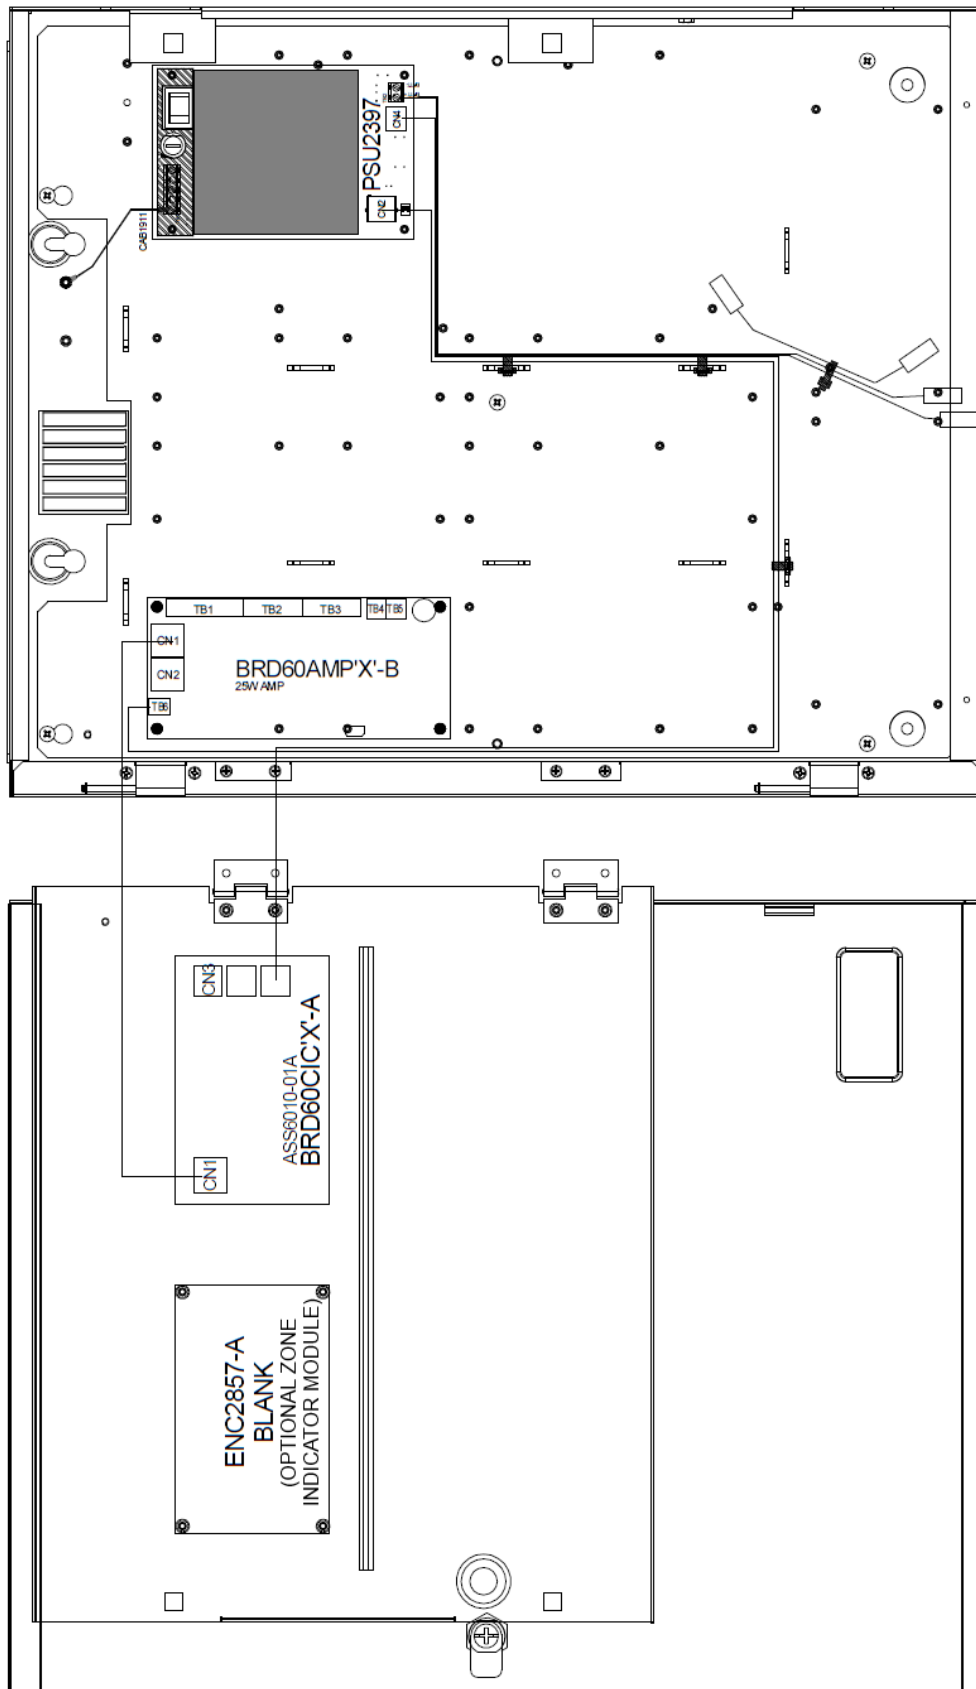 CAB1911
PSU2397
CN4
CN2
TB1
TB2
TB3
TB4
TB5
CN1
CN2
TB6
BRD60AMP'X'-B
25W AMP
CN3
CN1
ASS6010-01A
BRD60CIC'X'-A
ENC2857-A
BLANK
(OPTIONAL ZONE
INDICATOR MODULE)